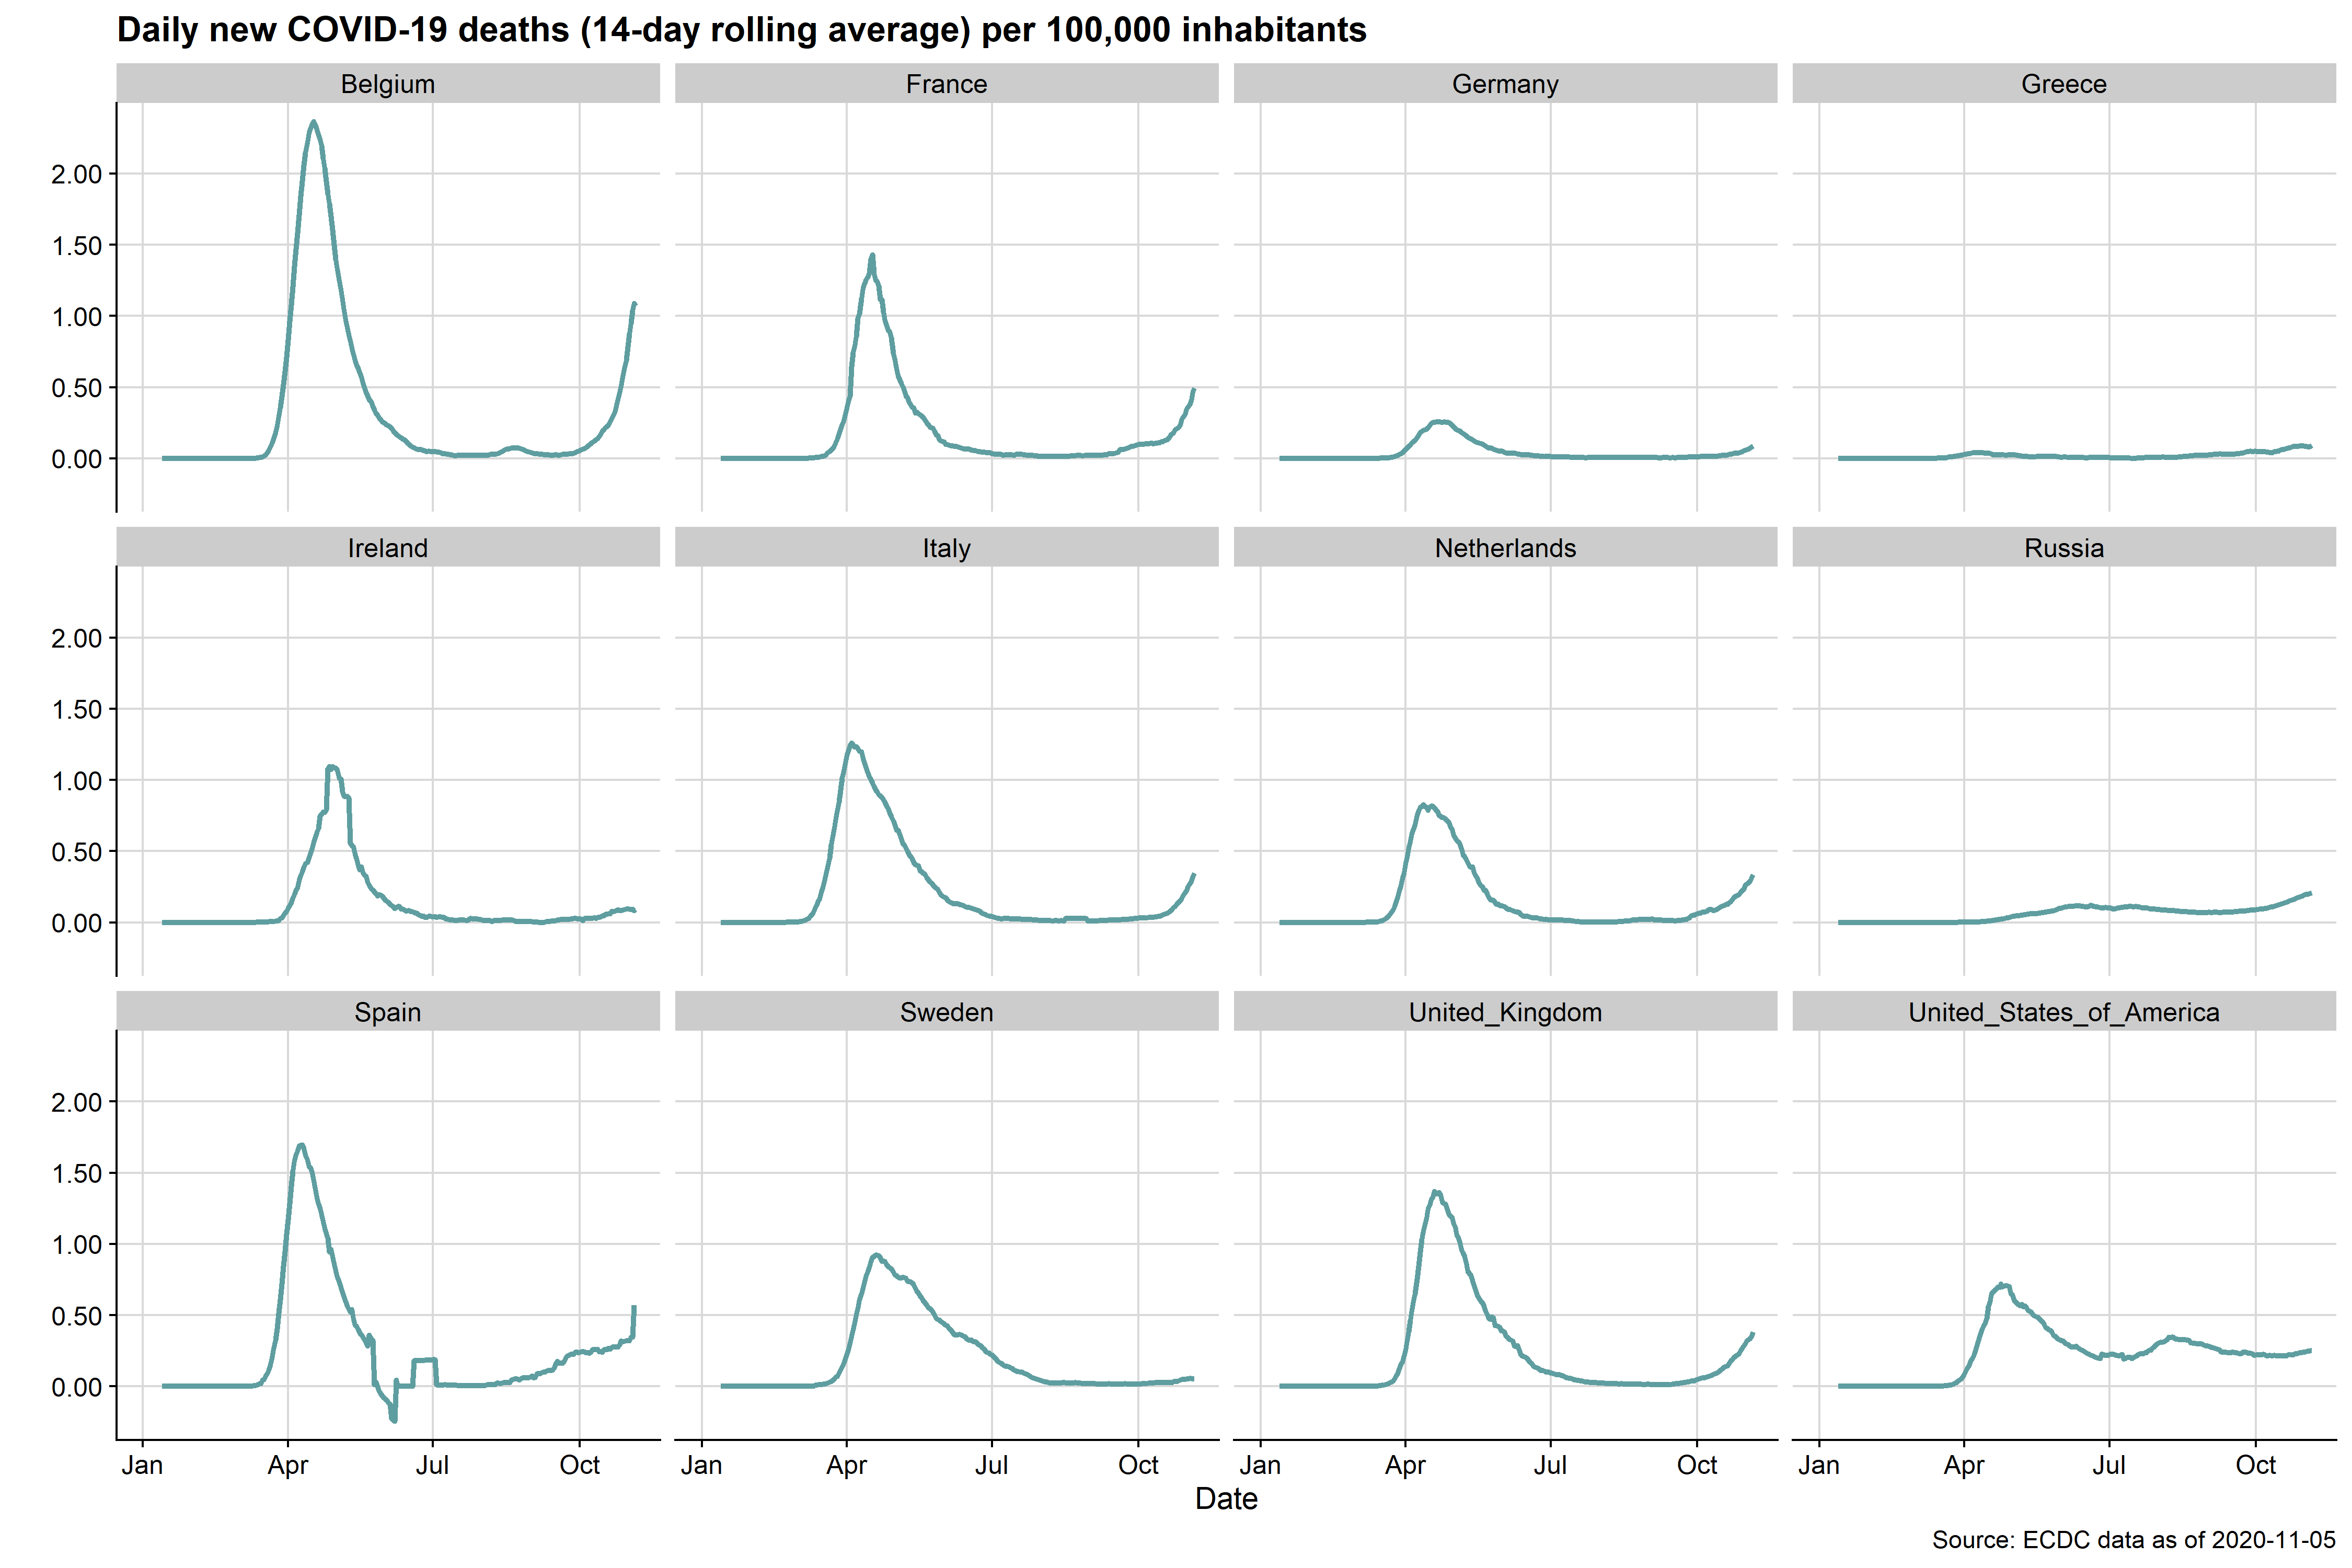 Daily new COVID-19 deaths (14-day rolling average) per 100,000 inhabitants
Belgium France Germany Greece
2.00
1.50
1.00
0.50
0.00
Ireland Italy Netherlands Russia
2.00
1.50
1.00
0.50
0.00
Spain Sweden United_Kingdom United_States_of_America
2.00
1.50
1.00
0.50
0.00
Jan Apr Jul Oct Jan Apr Jul Oct Jan Apr Jul Oct Jan Apr Jul Oct
Date
Source: ECDC data as of 2020-11-05